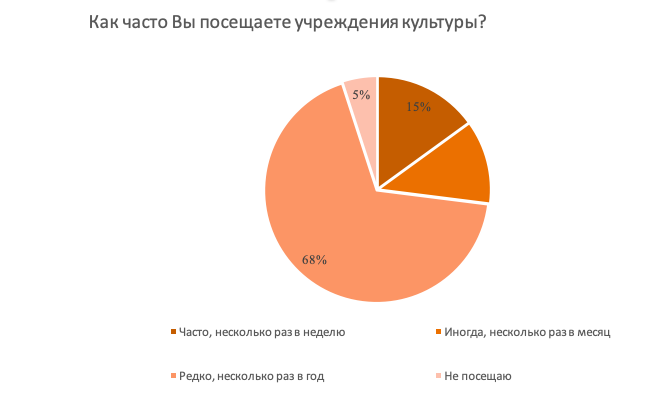 Как часто Вы посещаете учреждения культуры?
5%
15%
68%
Часто, несколько раз в неделю
Иногда, несколько раз в месяц
Редко, несколько раз в год
Не посещаю